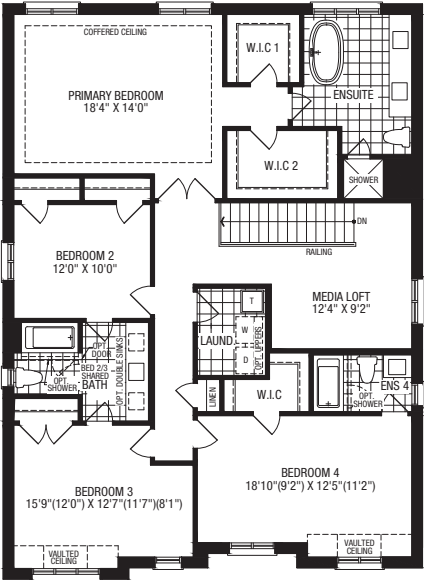 COFFERED CEILING
PRIMARY BEDROOM
18'4" X 14'0"
W.I.C 1
ENSUITE
W.I.C 2
SHOWER
DN
RAILING
BEDROOM 2
12'0" X 10'0"
MEDIA LOFT
12'4" X 9'2"
T
W
D
LAUND.
OPT. UPPERS
OPT.
DOOR
BED 2/3
SHARED
BATH
OPT.
SHOWER
OPT. DOUBLE SINKS
LINEN
W.I.C
ENS 4
OPT.
SHOWER
BEDROOM 3
15'9"(12'0") X 12'7"(11'7")(8'1")
VAULTED
CEILING
BEDROOM 4
18'10"(9'2") X 12'5"(11'2")
VAULTED
CEILING